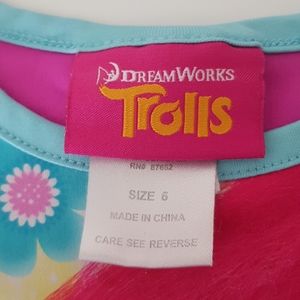 DREAMWORKS
Trolls
RN# 87652
SIZE 6
MADE IN CHINA
CARE SEE REVERSE